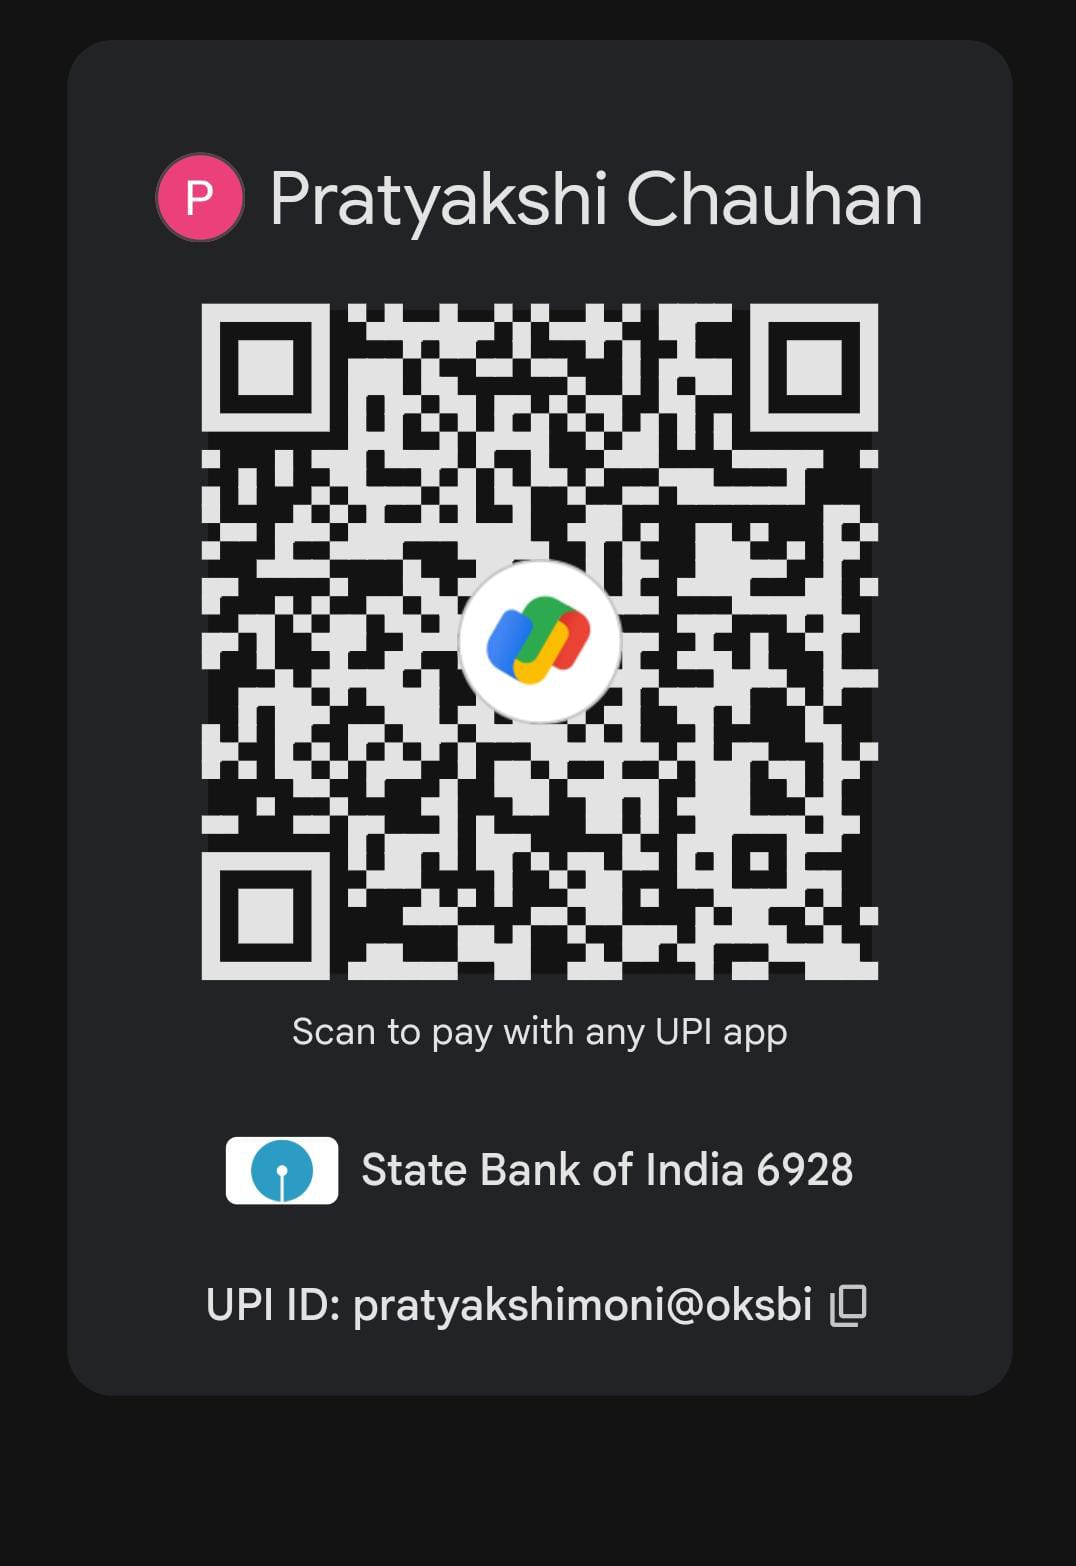 P Pratyakshi Chauhan
Scan to pay with any UPI app
State Bank of India 6928
UPI ID: pratyakshimoni@oksbi